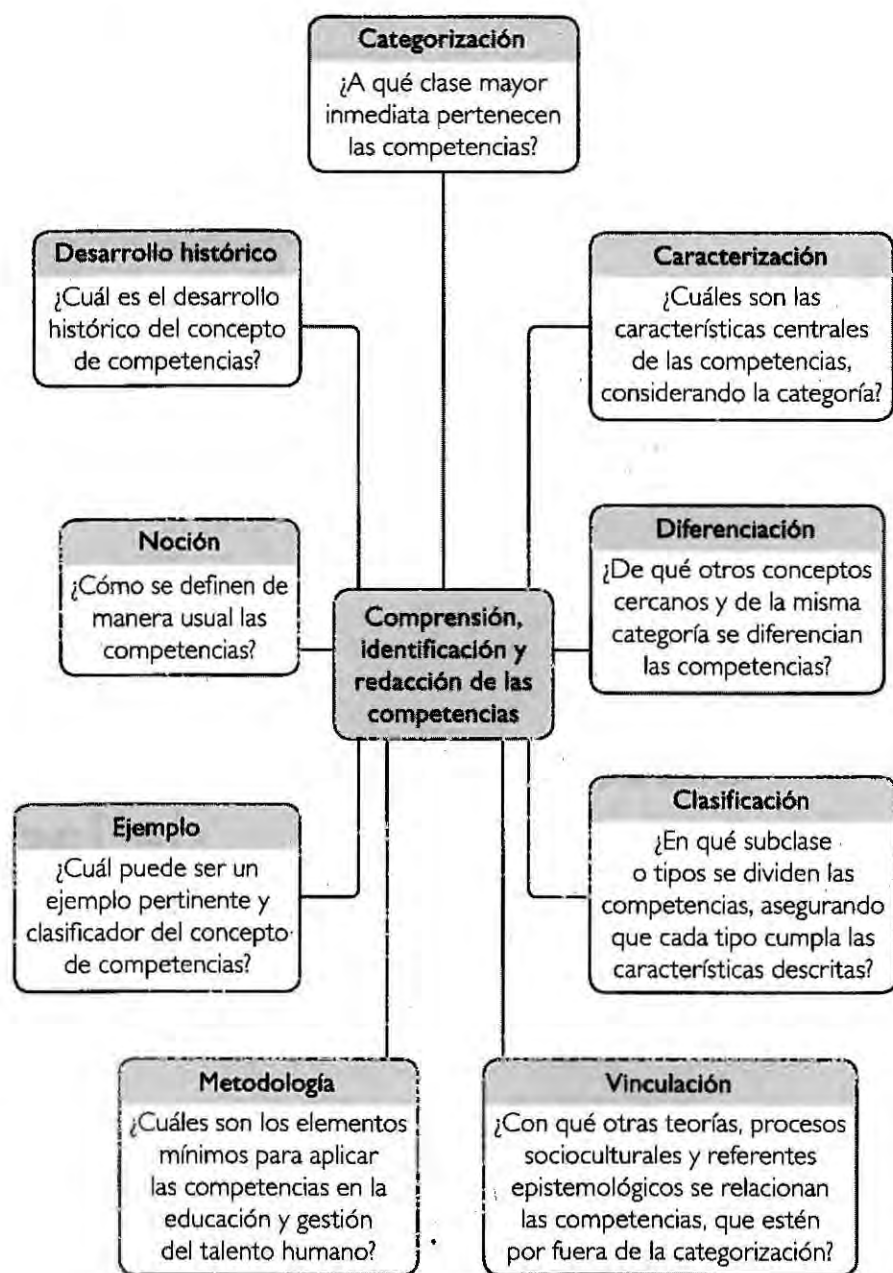 Categorización
¿A qué clase mayor
inmediata pertenecen
las competencias?
Desarrollo histórico
¿Cuál es el desarrollo
histórico del concepto
de competencias?
Caracterización
¿Cuáles son las
características centrales
de las competencias,
considerando la categoría?
Noción
¿Cómo se definen de
manera usual las
competencias?
Comprensión,
identificación y
redacción de las
competencias
Diferenciación
¿De qué otros conceptos
cercanos y de la misma
categoría se diferencian
las competencias?
Ejemplo
¿Cuál puede ser un
ejemplo pertinente y
clasificador del concepto
de competencias?
Clasificación
¿En qué subclase
o tipos se dividen las
competencias, asegurando
que cada tipo cumpla las
características descritas?
Metodología
¿Cuáles son los elementos
mínimos para aplicar
las competencias en la
educación y gestión
del talento humano?
Vinculación
¿Con qué otras teorías, procesos
socioculturales y referentes
epistemológicos se relacionan
las competencias, que estén
por fuera de la categorización?